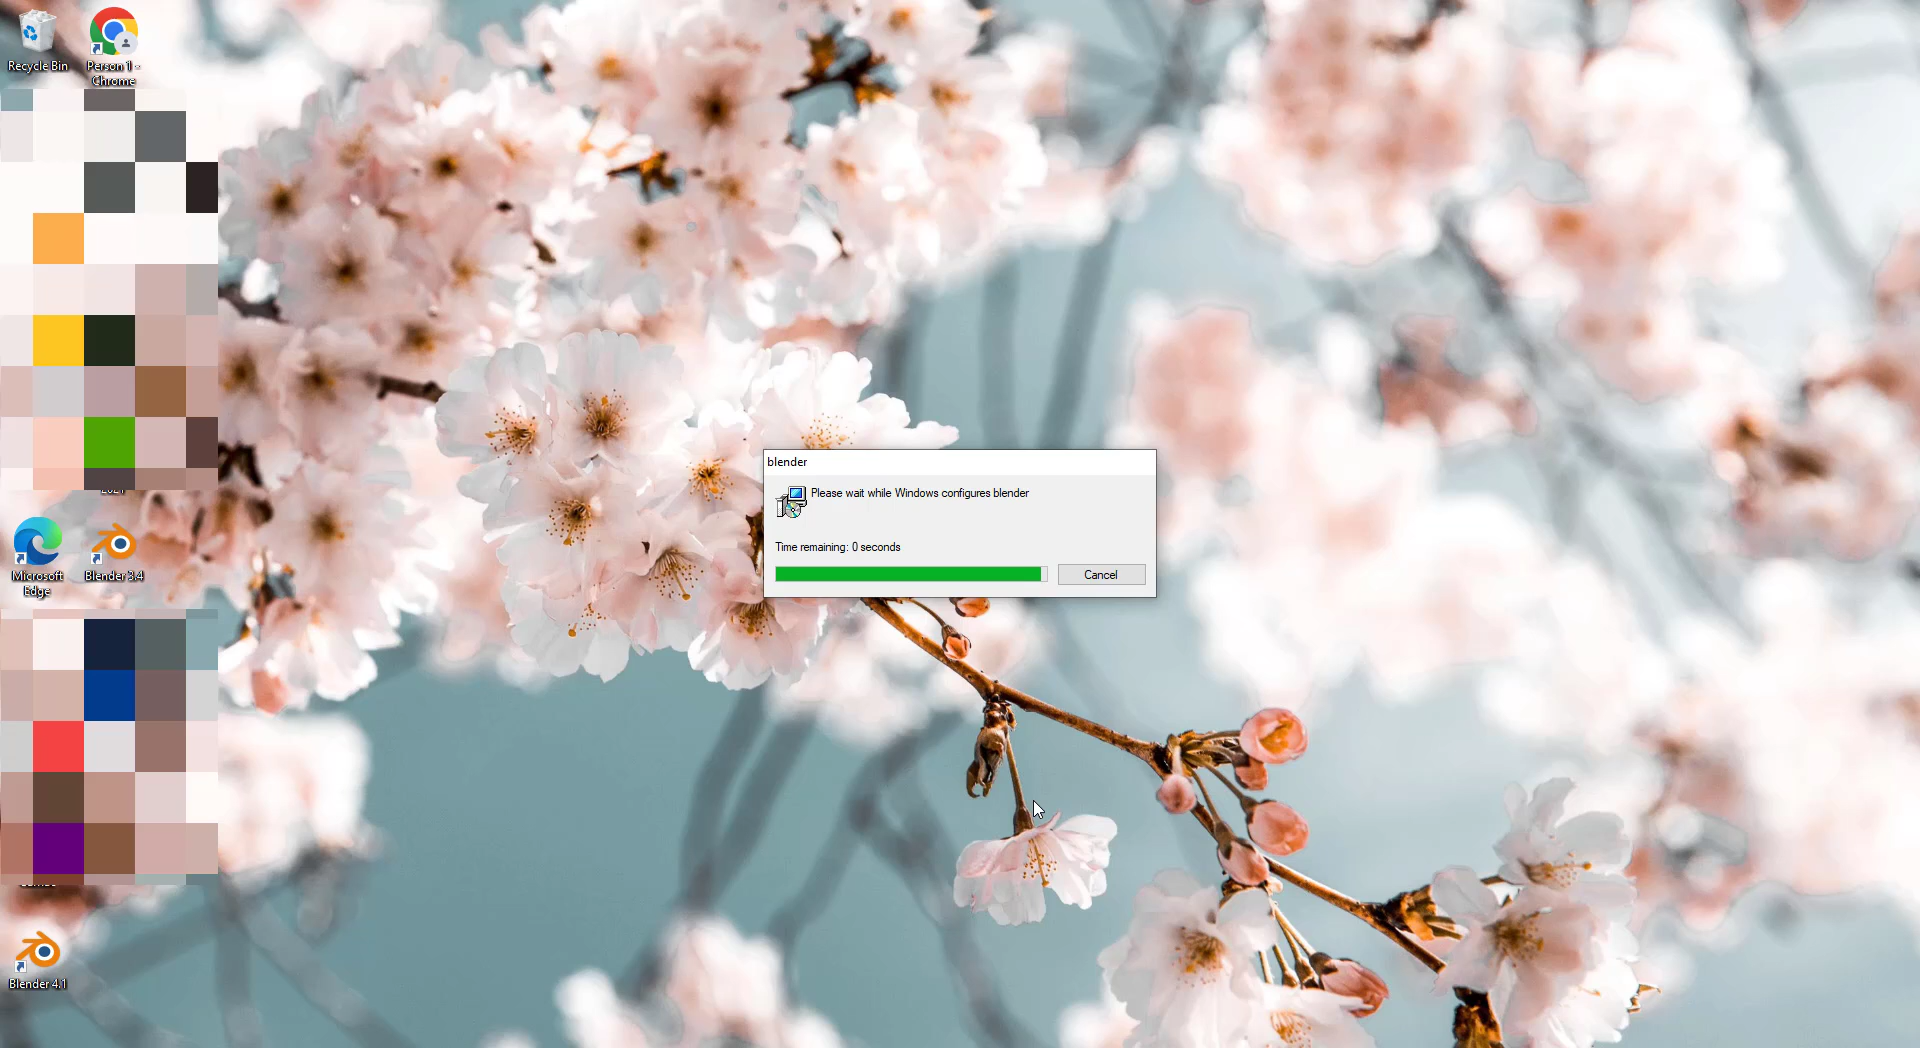 Recycle Bin
Person 1 -
Chrome
Microsoft
Edge
Blender 3.4
Blender 4.1
blender
Please wait while Windows configures blender
Time remaining: 0 seconds
Cancel